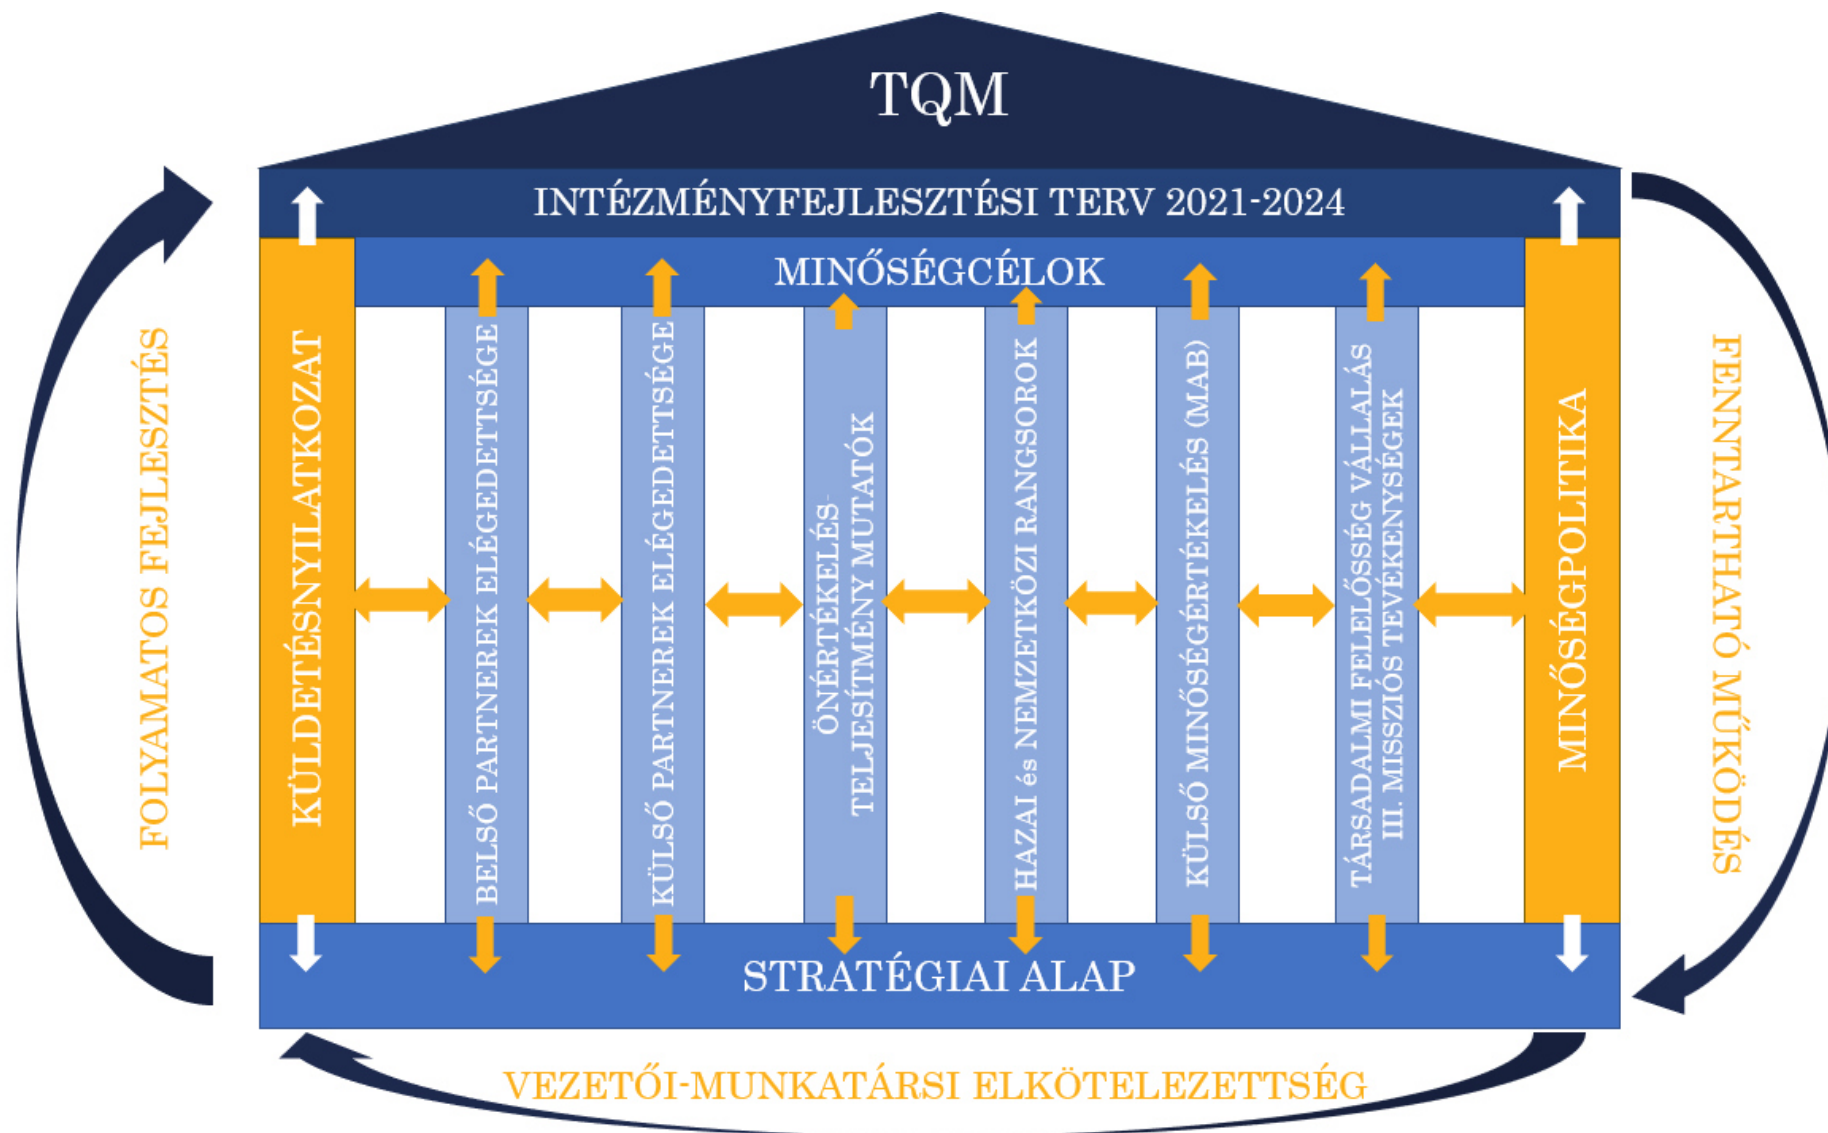 TQM
INTÉZMÉNYFEJLESZTÉSI TERV 2021-2024
MINŐSÉGCÉLOK
FOLYAMATOS FEJLESZTÉS
KÜLDETÉSNYILATKOZAT
BELSŐ PARTNEREK ELÉGEDETTSÉGE
KÜLSŐ PARTNEREK ELÉGEDETTSÉGE
ÖNÉRTÉKELÉS-
TELJESÍTMÉNY MUTATÓK
HAZAI és NEMZETKÖZI RANGSOROK
KÜLSŐ MINŐSÉGÉRTÉKELÉS (MAB)
TÁRSADALMI FELELŐSSÉG VÁLLALÁS
III. MISSZIÓS TEVÉKENYSÉGEK
MINŐSÉGPOLITIKA
FENNTARTHATÓ MŰKÖDÉS
STRATÉGIAI ALAP
VEZETŐI-MUNKATÁRSI ELKÖTELEZETTSÉG